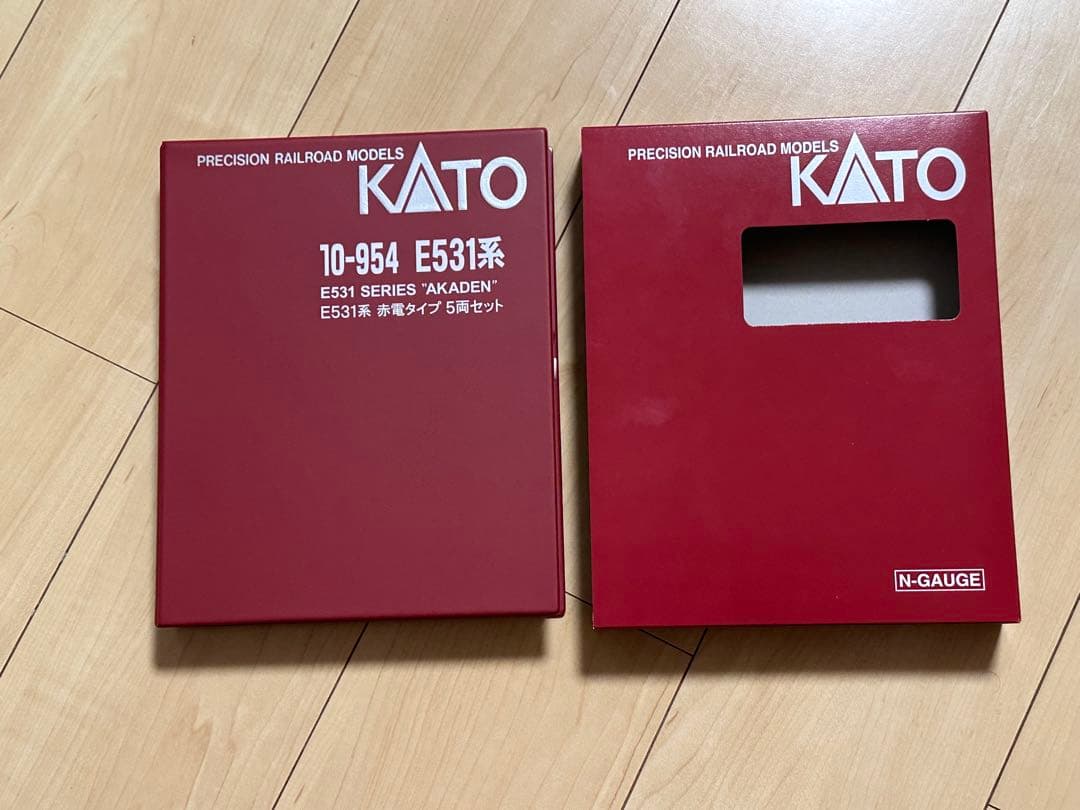 PRECISION RAILROAD MODELS
KATO
10-954 E531系
E531 SERIES "AKADEN"
E531系 赤電タイプ 5両セット
PRECISION RAILROAD MODELS
KATO
N-GAUGE